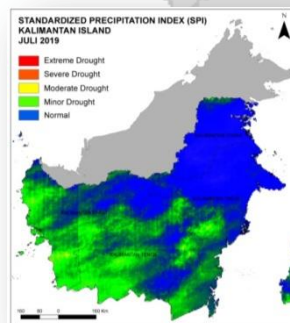 STANDARDIZED PRECIPITATION INDEX (SPI)
KALIMANTAN ISLAND
JULI 2019
N
Extreme Drought
Severe Drought
Moderate Drought
Minor Drought
Normal